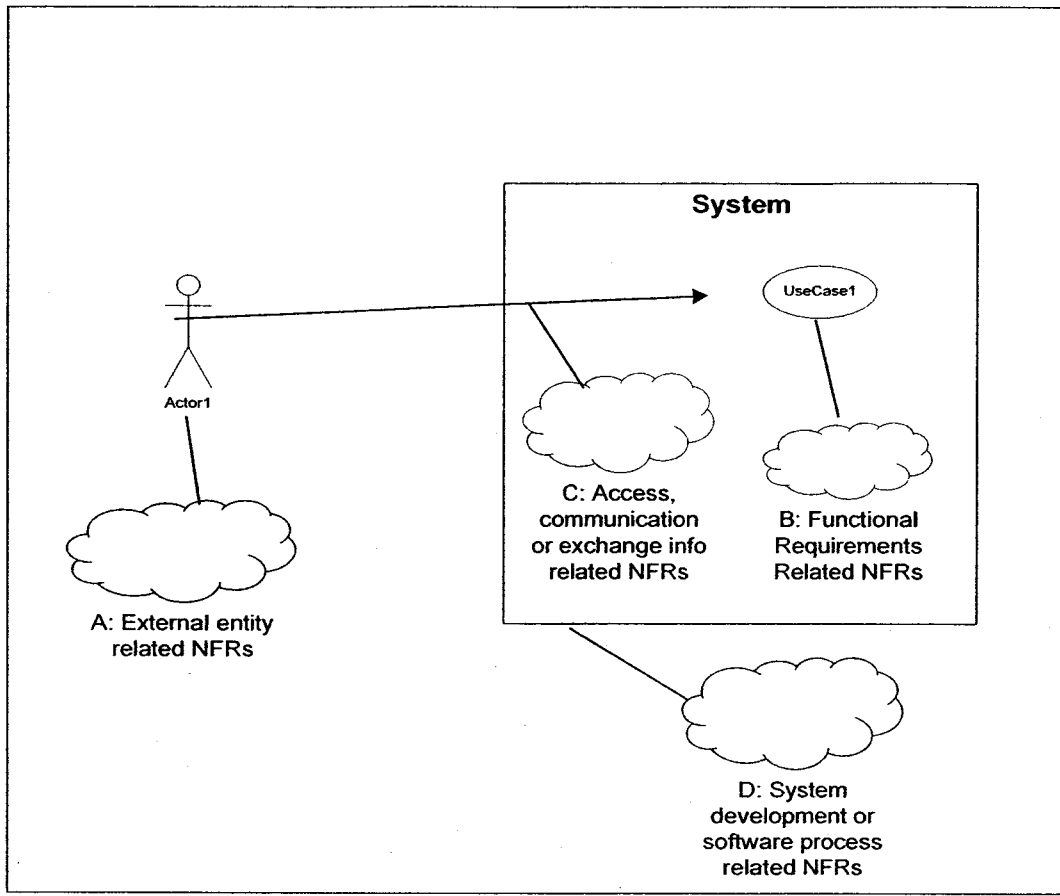 System
UseCase1
Actor1
C: Access,
communication
or exchange info
related NFRs
B: Functional
Requirements
Related NFRs
A: External entity
related NFRs
D: System
development or
software process
related NFRs